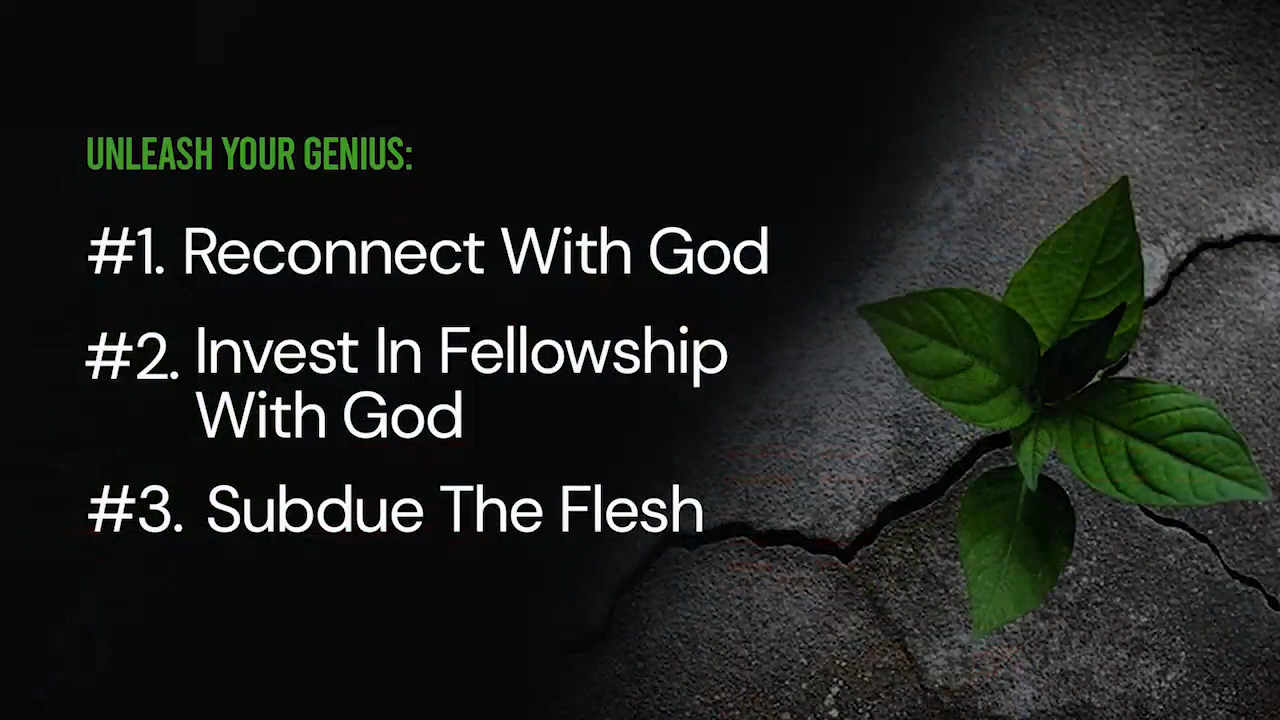 UNLEASH YOUR GENIUS:
#1. Reconnect With God
#2. Invest In Fellowship
With God
#3. Subdue The Flesh